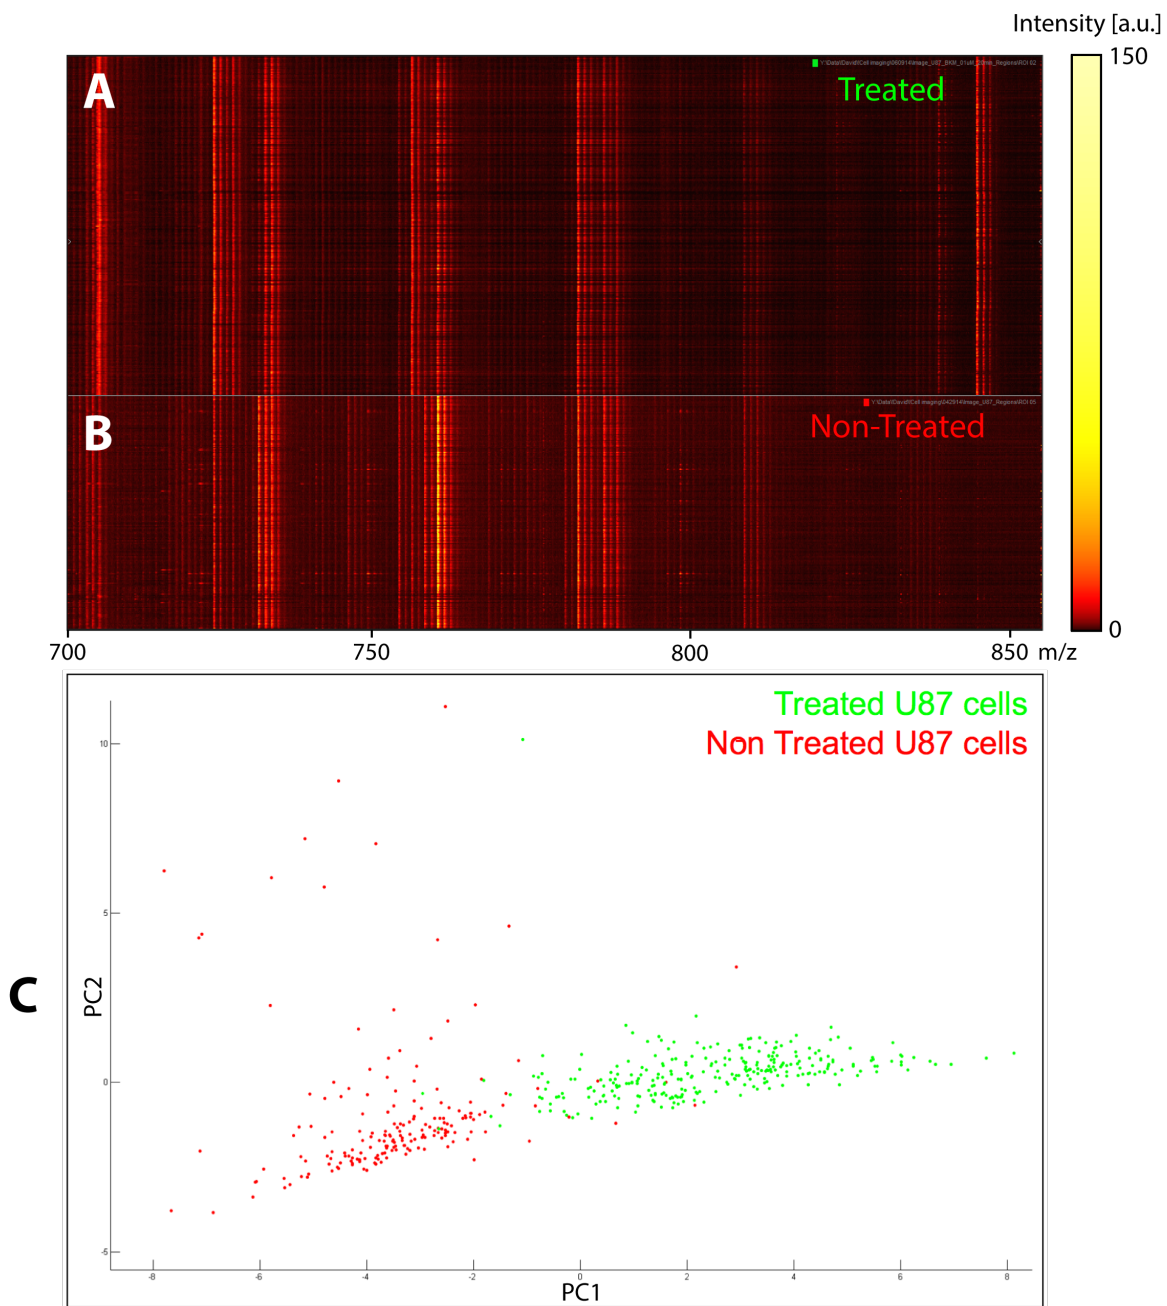 Intensity [a.u.]
150
A
Treated
B
Non-Treated
0
700 750 800 850 m/z
Treated U87 cells
Non Treated U87 cells
10
5
C
PC2
0
-5
-8 -6 -4 -2 0 2 4 6 8
PC1